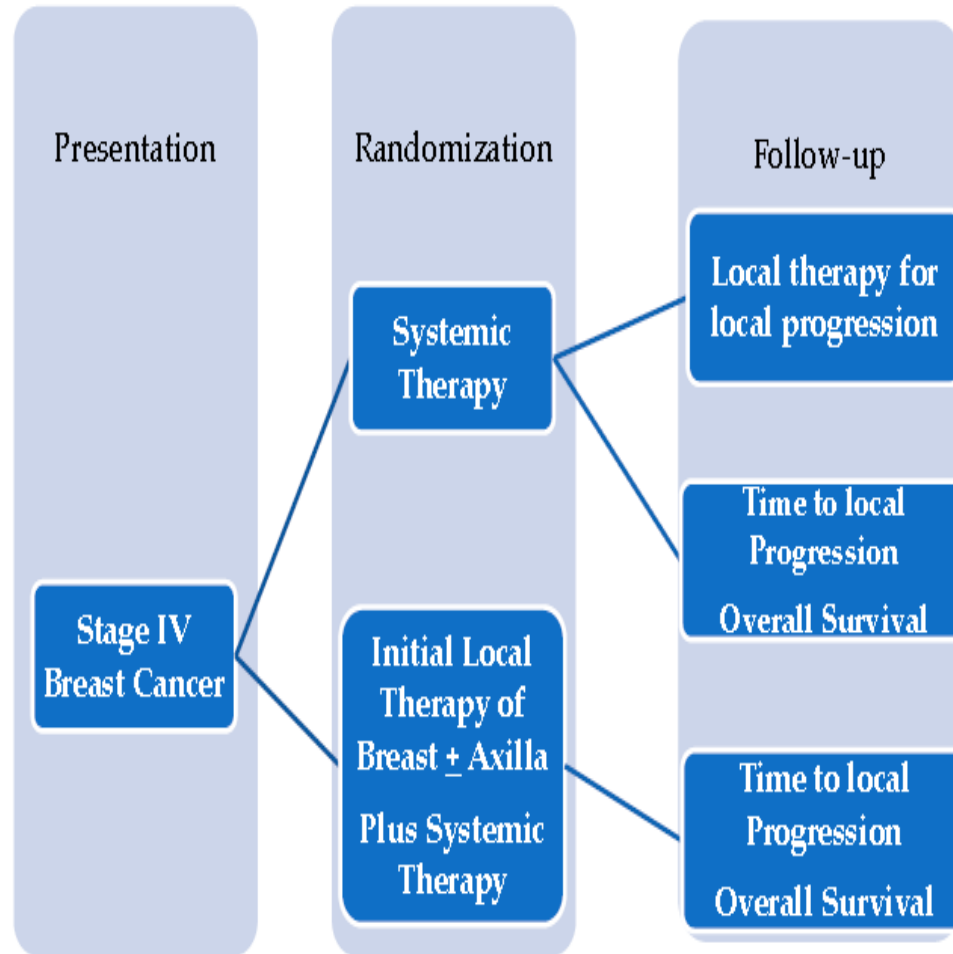 Presentation
Randomization
Follow-up
Stage IV
Breast Cancer
Systemic
Therapy
Initial Local
Therapy of
Breast ± Axilla
Plus Systemic
Therapy
Local therapy for
local progression
Time to local
Progression
Overall Survival
Time to local
Progression
Overall Survival